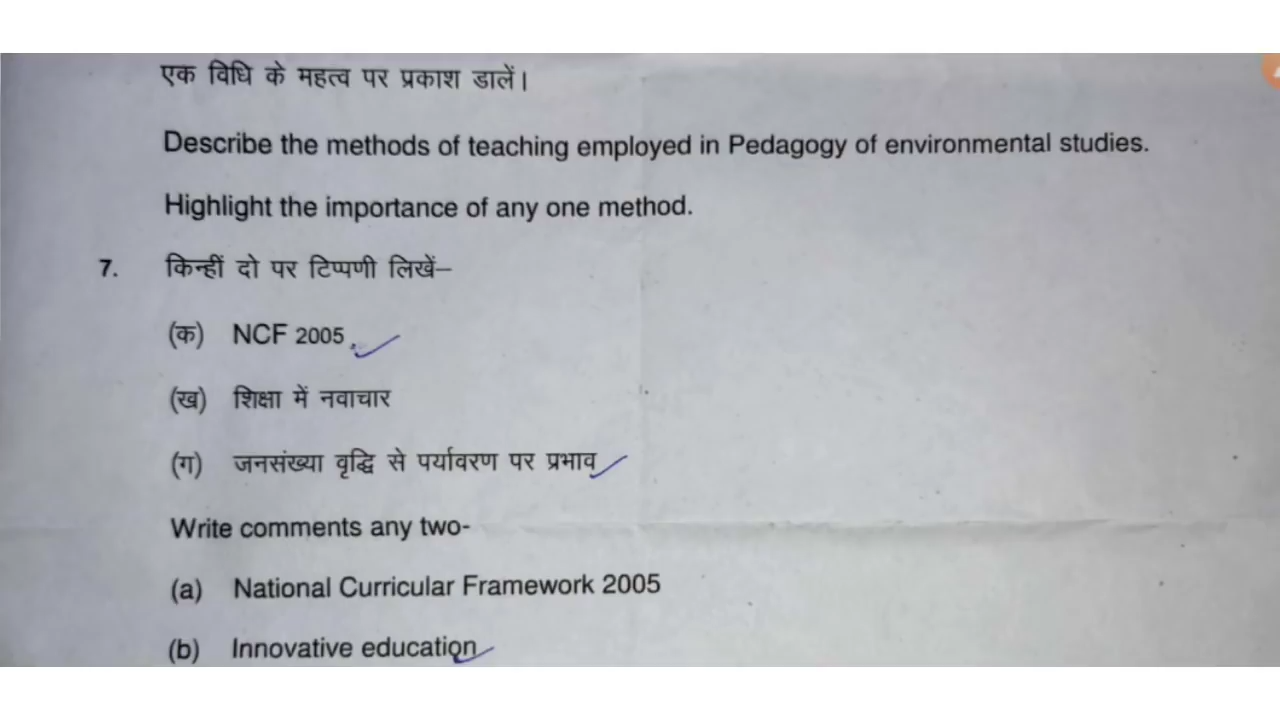 एक विधि के महत्व पर प्रकाश डालें।
Describe the methods of teaching employed in Pedagogy of environmental studies.
Highlight the importance of any one method.
7. किन्हीं दो पर टिप्पणी लिखें–
(क) NCF 2005
(ख) शिक्षा में नवाचार
(ग) जनसंख्या वृद्धि से पर्यावरण पर प्रभाव
Write comments any two-
(a) National Curricular Framework 2005
(b) Innovative education